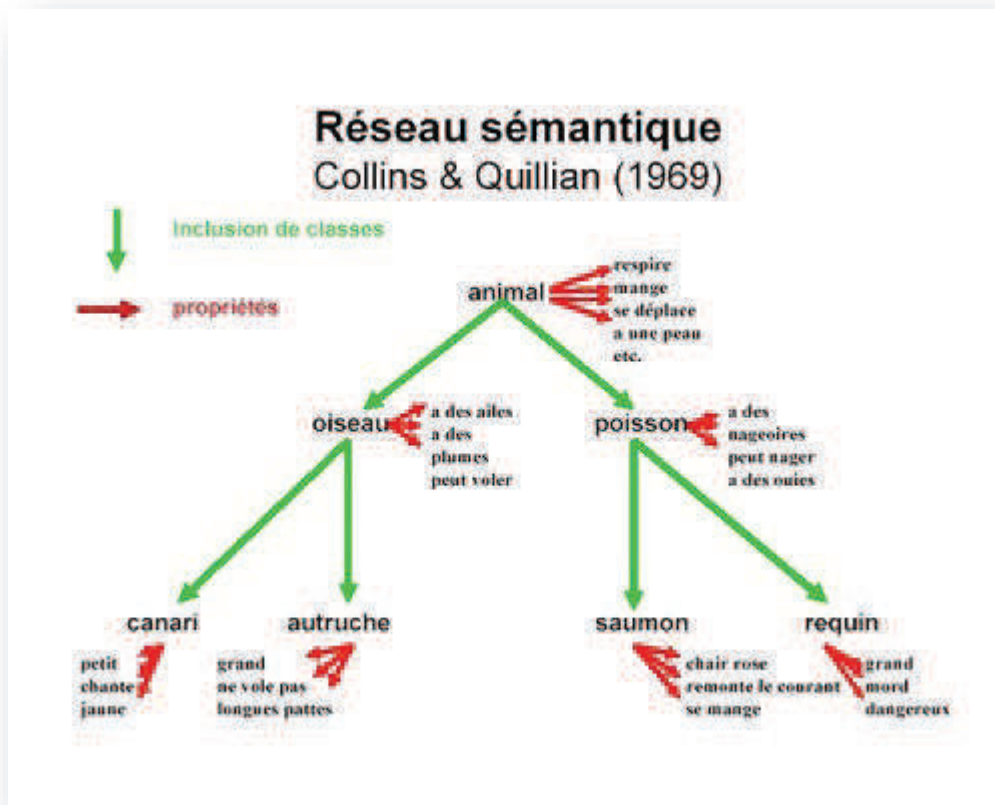 Réseau sémantique
Collins & Quillian (1969)
Inclusion de classes
propriétés
animal
respire
mange
se déplace
a une peau
etc.
oiseau
a des ailes
a des
plumes
peut voler
poisson
a des
nageoires
peut nager
a des ouies
canari
petit
chante
jaune
autruche
grand
ne vole pas
longues pattes
saumon
chair rose
remonte le courant
se mange
requin
grand
mord
dangereux